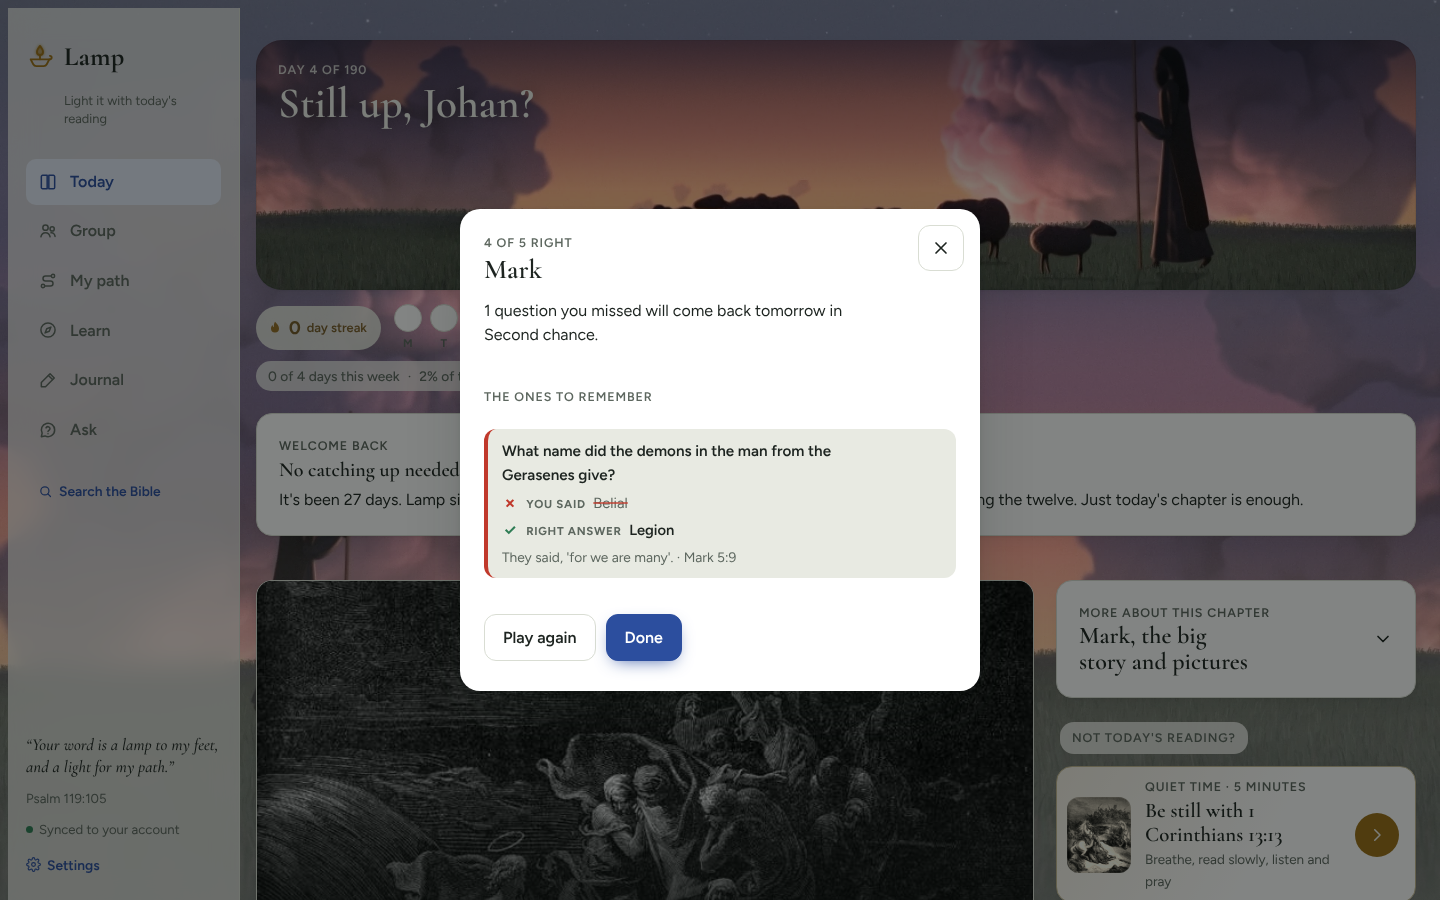 Lamp
Light it with today's
reading
Today
Group
My path
Learn
Journal
Ask
Search the Bible
“Your word is a lamp to my feet,
and a light for my path.”
Psalm 119:105
Synced to your account
Settings
DAY 4 OF 190
Still up, Johan?
0 day streak
M T
0 of 4 days this week · 2% of
WELCOME BACK
No catching up needed
It's been 27 days. Lamp
the twelve. Just today's chapter is enough.
4 OF 5 RIGHT
Mark
1 question you missed will come back tomorrow in
Second chance.
THE ONES TO REMEMBER
What name did the demons in the man from the
Gerasenes give?
YOU SAID Belial
RIGHT ANSWER Legion
They said, 'for we are many'. · Mark 5:9
Play again
Done
MORE ABOUT THIS CHAPTER
Mark, the big
story and pictures
NOT TODAY'S READING?
QUIET TIME · 5 MINUTES
Be still with 1
Corinthians 13:13
Breathe, read slowly, listen and
pray